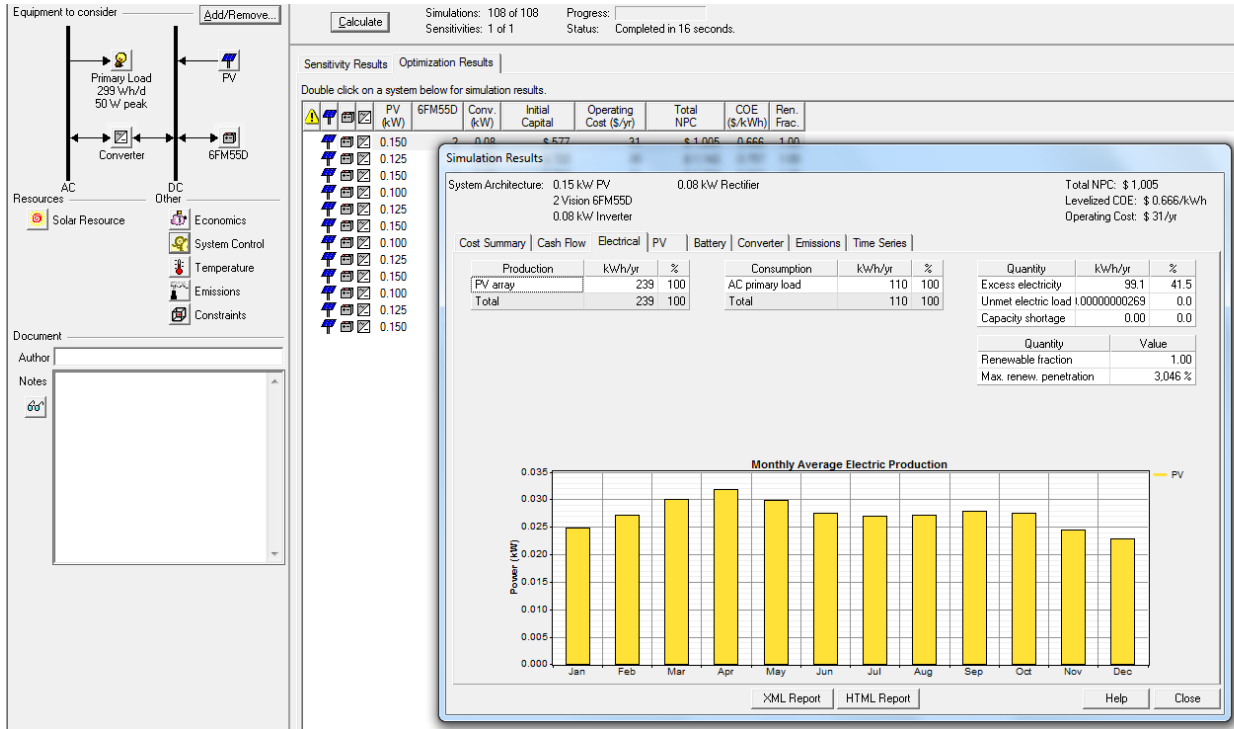 Equipment to consider Add/Remove...
Primary Load
299 Wh/d
50 W peak
PV
Converter
6FM55D
AC DC
Resources Other
Solar Resource
Economics
System Control
Temperature
Emissions
Constraints
Document
Author
Notes
Calculate
Simulations: 108 of 108 Progress:
Sensitivities: 1 of 1 Status: Completed in 16 seconds.
Sensitivity Results Optimization Results
Double click on a system below for simulation results.
PV (kW) 6FM55D Conv. (kW) Initial Capital Operating Cost ($/yr) Total NPC COE ($/kWh) Ren. Frac.
0.150 2 0.08 $ 577 31 $ 1,005 0.666 1.00
0.125
0.150
0.100
0.125
0.150
0.100
0.125
0.150
0.100
0.125
0.150
Simulation Results
System Architecture: 0.15 kW PV 0.08 kW Rectifier
2 Vision 6FM55D
0.08 kW Inverter
Total NPC: $ 1,005
Levelized COE: $ 0.666/kWh
Operating Cost: $ 31/yr
Cost Summary Cash Flow Electrical PV Battery Converter Emissions Time Series
Production kWh/yr %
PV array 239 100
Total 239 100
Consumption kWh/yr %
AC primary load 110 100
Total 110 100
Quantity kWh/yr %
Excess electricity 99.1 41.5
Unmet electric load .00000000269 0.0
Capacity shortage 0.00 0.0
Quantity Value
Renewable fraction 1.00
Max. renew. penetration 3,046 %
Monthly Average Electric Production
PV
Power (kW)
0.035
0.030
0.025
0.020
0.015
0.010
0.005
0.000
Jan Feb Mar Apr May Jun Jul Aug Sep Oct Nov Dec
XML Report HTML Report Help Close